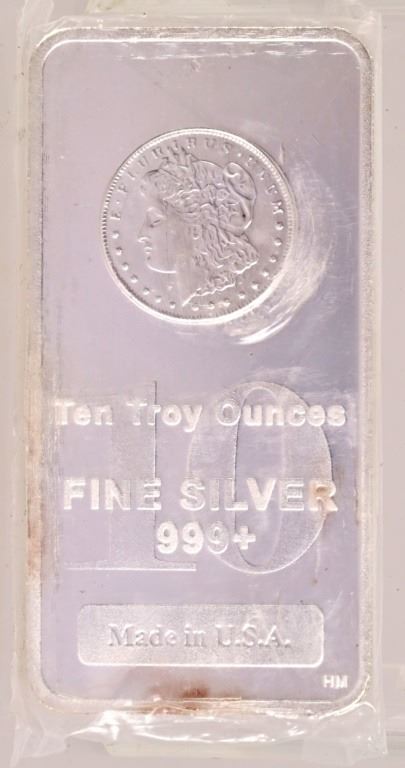 E·PLURIBUS·UNUM
10
Ten Troy Ounces
FINE SILVER
999+
Made in U.S.A.
HM